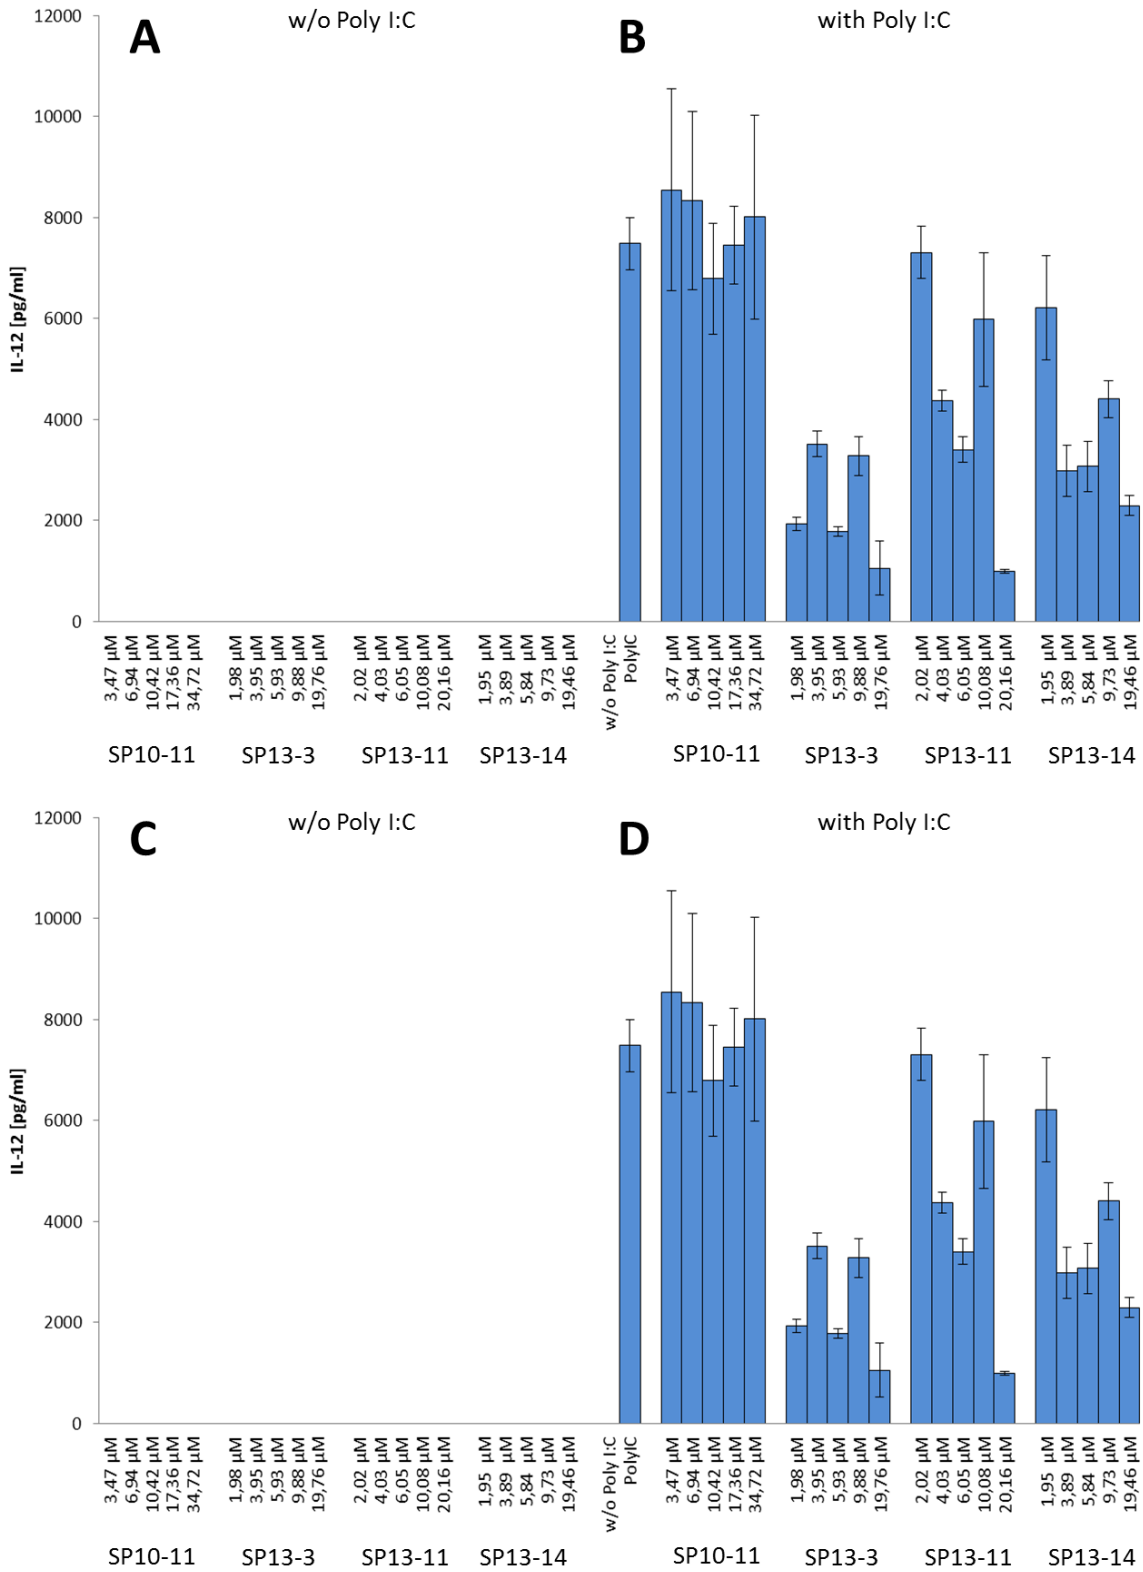 12000
A
w/o Poly I:C
B
with Poly I:C
10000
8000
6000
4000
2000
0
IL-12 [pg/ml]
3,47 µM
6,94 µM
10,42 µM
17,36 µM
34,72 µM
1,98 µM
3,95 µM
5,93 µM
9,88 µM
19,76 µM
2,02 µM
4,03 µM
6,05 µM
10,08 µM
20,16 µM
1,95 µM
3,89 µM
5,84 µM
9,73 µM
19,46 µM
w/o Poly I:C
PolyIC
3,47 µM
6,94 µM
10,42 µM
17,36 µM
34,72 µM
1,98 µM
3,95 µM
5,93 µM
9,88 µM
19,76 µM
2,02 µM
4,03 µM
6,05 µM
10,08 µM
20,16 µM
1,95 µM
3,89 µM
5,84 µM
9,73 µM
19,46 µM
SP10-11
SP13-3
SP13-11
SP13-14
SP10-11
SP13-3
SP13-11
SP13-14
12000
C
w/o Poly I:C
D
with Poly I:C
10000
8000
6000
4000
2000
0
IL-12 [pg/ml]
3,47 µM
6,94 µM
10,42 µM
17,36 µM
34,72 µM
1,98 µM
3,95 µM
5,93 µM
9,88 µM
19,76 µM
2,02 µM
4,03 µM
6,05 µM
10,08 µM
20,16 µM
1,95 µM
3,89 µM
5,84 µM
9,73 µM
19,46 µM
w/o Poly I:C
PolyIC
3,47 µM
6,94 µM
10,42 µM
17,36 µM
34,72 µM
1,98 µM
3,95 µM
5,93 µM
9,88 µM
19,76 µM
2,02 µM
4,03 µM
6,05 µM
10,08 µM
20,16 µM
1,95 µM
3,89 µM
5,84 µM
9,73 µM
19,46 µM
SP10-11
SP13-3
SP13-11
SP13-14
SP10-11
SP13-3
SP13-11
SP13-14